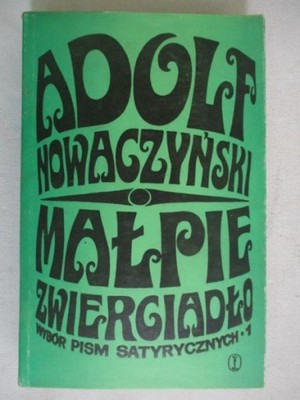 ADOLF
NOWACZYŃSKI
MAŁPIE
ZWIERCIADŁO
WYBÓR PISM SATYRYCZNYCH • 1